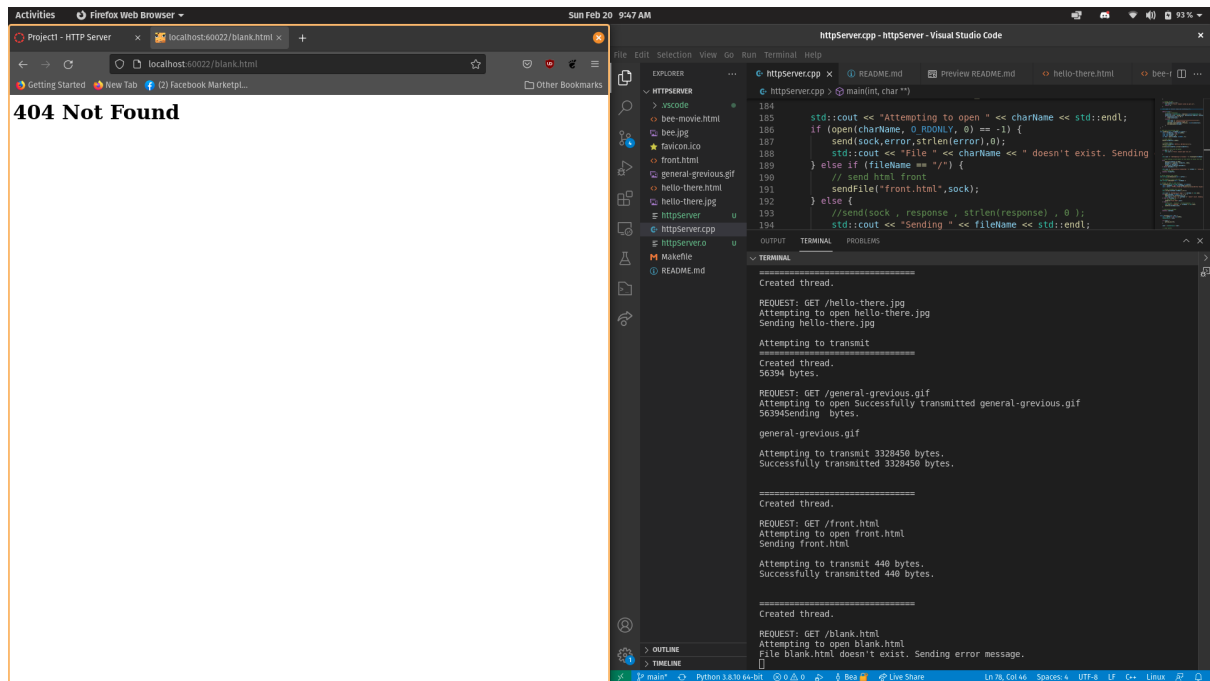 Activities
Firefox Web Browser
Sun Feb 20 9:47 AM
93 %
Project1 - HTTP Server
localhost:60022/blank.html
localhost:60022/blank.html
Getting Started
New Tab
(2) Facebook Marketpl...
Other Bookmarks
404 Not Found
httpServer.cpp - httpServer - Visual Studio Code
File Edit Selection View Go Run Terminal Help
EXPLORER
HTTPSERVER
.vscode
bee-movie.html
bee.jpg
favicon.ico
front.html
general-grevious.gif
hello-there.html
hello-there.jpg
httpServer U
httpServer.cpp
httpServer.o U
Makefile
README.md
OUTLINE
TIMELINE
httpServer.cpp README.md Preview README.md hello-there.html
httpServer.cpp > main(int, char **)
184
185 std::cout << "Attempting to open " << charName << std::endl;
186 if (open(charName, O_RDONLY, 0) == -1) {
187 send(sock,error,strlen(error),0);
188 std::cout << "File " << charName << " doesn't exist. Sending
189 } else if (fileName == "/") {
190 // send html front
191 sendFile("front.html",sock);
192 } else {
193 //send(sock , response , strlen(response) , 0 );
194 std::cout << "Sending " << fileName << std::endl;
OUTPUT TERMINAL PROBLEMS
TERMINAL
===============================
Created thread.
REQUEST: GET /hello-there.jpg
Attempting to open hello-there.jpg
Sending hello-there.jpg
Attempting to transmit
===============================
Created thread.
56394 bytes.
REQUEST: GET /general-grevious.gif
Attempting to open Successfully transmitted general-grevious.gif
56394Sending  bytes.
general-grevious.gif
Attempting to transmit 3328450 bytes.
Successfully transmitted 3328450 bytes.
===============================
Created thread.
REQUEST: GET /front.html
Attempting to open front.html
Sending front.html
Attempting to transmit 440 bytes.
Successfully transmitted 440 bytes.
===============================
Created thread.
REQUEST: GET /blank.html
Attempting to open blank.html
File blank.html doesn't exist. Sending error message.
main* Python 3.8.10 64-bit 0 0 Bea Live Share Ln 78, Col 46 Spaces: 4 UTF-8 LF C++ Linux